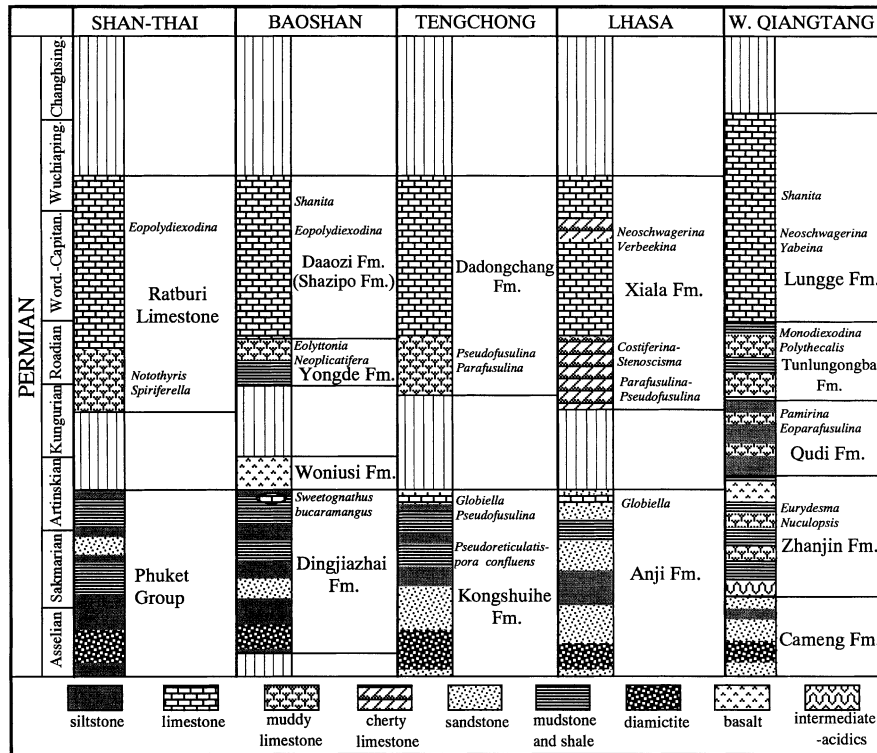 SHAN-THAI
BAOSHAN
TENGCHONG
LHASA
W. QIANGTANG
PERMIAN
Changhsing.
Wuchiaping.
Word.-Capitan.
Roadian
Kungurian
Artinskian
Sakmarian
Asselian
Eopolydiexodina
Ratburi
Limestone
Notothyris
Spiriferella
Phuket
Group
Shanita
Eopolydiexodina
Daaozi Fm.
(Shazipo Fm.)
Eolyttonia
Neoplicatifera
Yongde Fm.
Woniusi Fm.
Sweetognathus
bucaramangus
Dingjiazhai
Fm.
Dadongchang
Fm.
Pseudofusulina
Parafusulina
Globiella
Pseudofusulina
Pseudoreticulatis-
pora confluens
Kongshuihe
Fm.
Neoschwagerina
Verbeekina
Xiala Fm.
Costiferina-
Stenoscisma
Parafusulina-
Pseudofusulina
Globiella
Anji Fm.
Shanita
Neoschwagerina
Yabeina
Lungge Fm.
Monodiexodina
Polythecalis
Tunlungongba
Fm.
Pamirina
Eoparafusulina
Qudi Fm.
Eurydesma
Nuculopsis
Zhanjin Fm.
Cameng Fm.
siltstone
limestone
muddy
limestone
cherty
limestone
sandstone
mudstone
and shale
diamictite
basalt
intermediate
-acidics